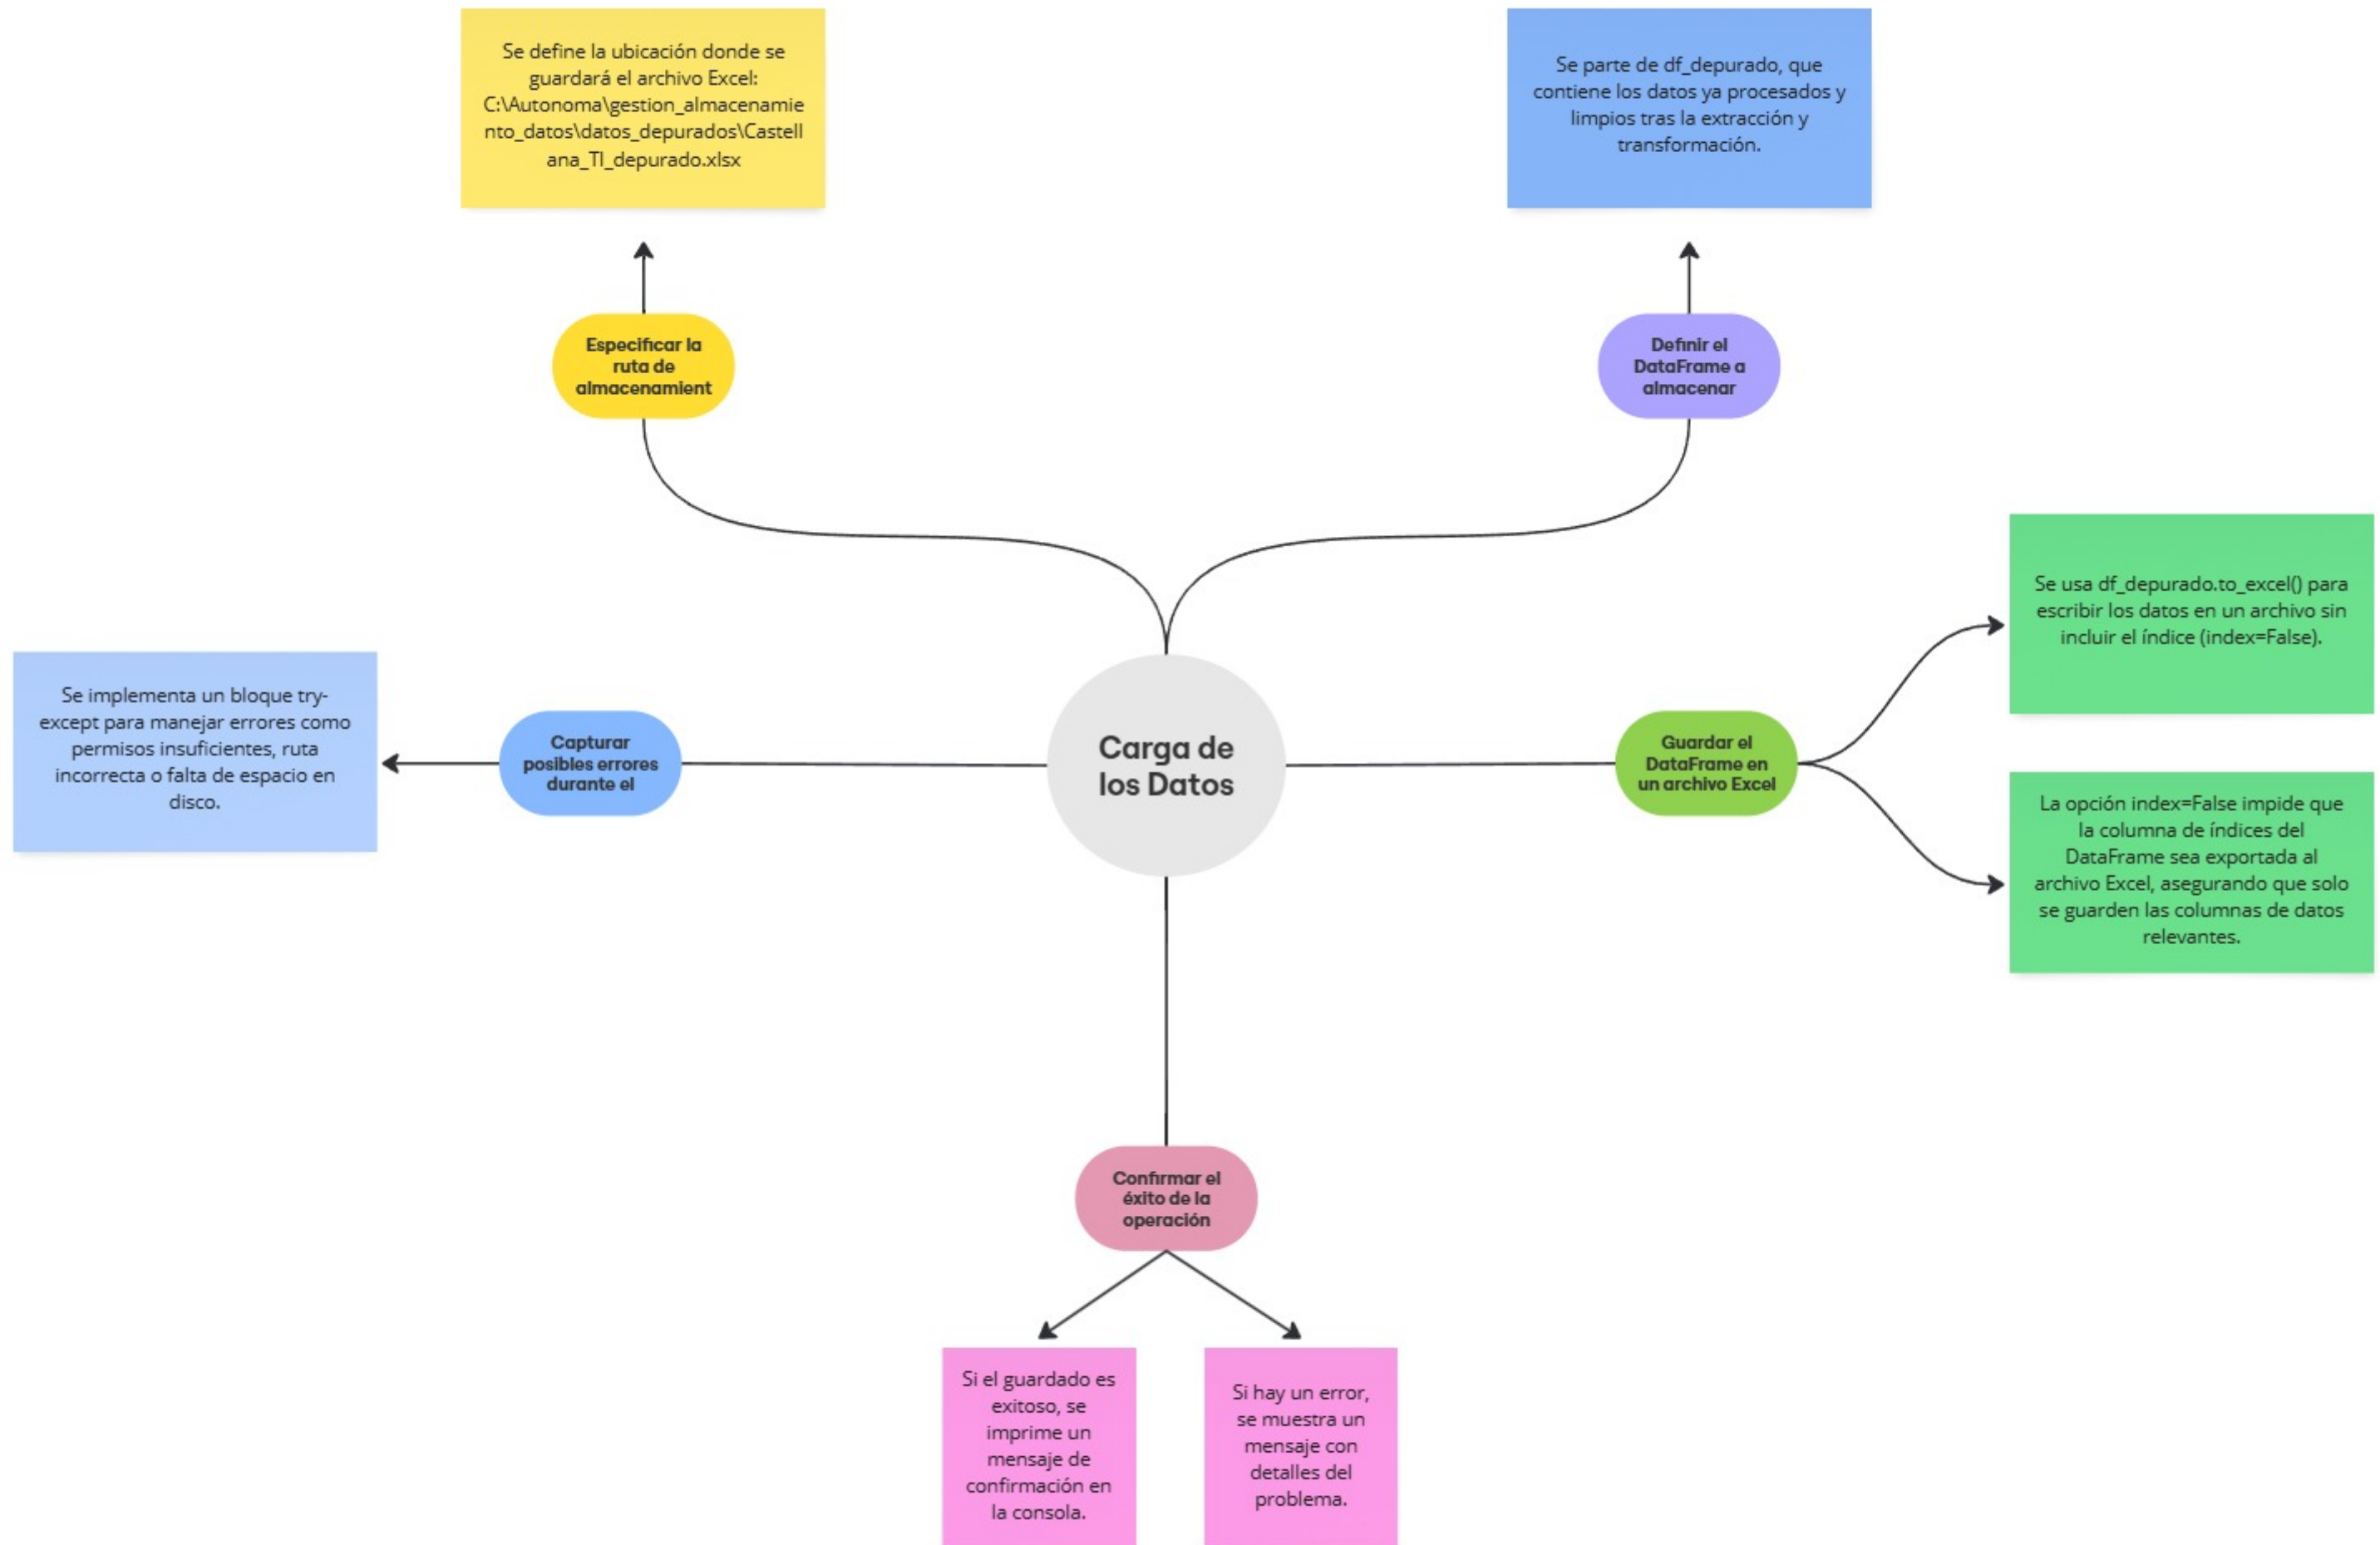 Se define la ubicación donde se
guardará el archivo Excel:
C:\Autonoma\gestion_almacenamie
nto_datos\datos_depurados\Castell
ana_TI_depurado.xlsx
Se parte de df_depurado, que
contiene los datos ya procesados y
limpios tras la extracción y
transformación.
Especificar la
ruta de
almacenamient
Definir el
DataFrame a
almacenar
Se usa df_depurado.to_excel() para
escribir los datos en un archivo sin
incluir el índice (index=False).
Se implementa un bloque try-
except para manejar errores como
permisos insuficientes, ruta
incorrecta o falta de espacio en
disco.
Capturar
posibles errores
durante el
Carga de
los Datos
Guardar el
DataFrame en
un archivo Excel
La opción index=False impide que
la columna de índices del
DataFrame sea exportada al
archivo Excel, asegurando que solo
se guarden las columnas de datos
relevantes.
Confirmar el
éxito de la
operación
Si el guardado es
exitoso, se
imprime un
mensaje de
confirmación en
la consola.
Si hay un error,
se muestra un
mensaje con
detalles del
problema.